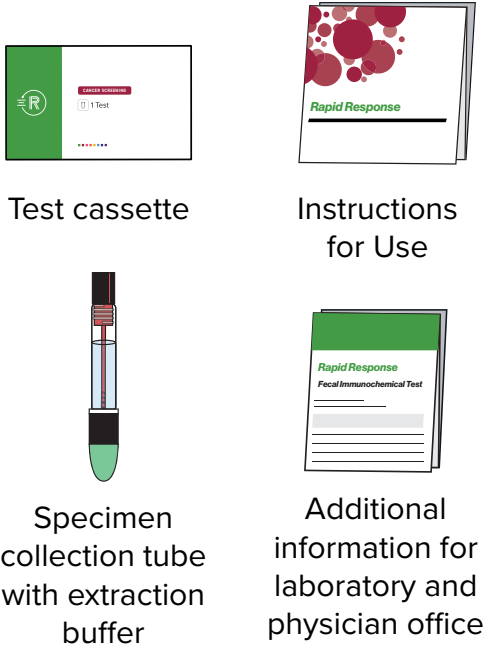 R
CANCER SCREENING
1 Test
Test cassette
Rapid Response
Instructions
for Use
Specimen
collection tube
with extraction
buffer
Rapid Response
Fecal Immunochemical Test
Additional
information for
laboratory and
physician office